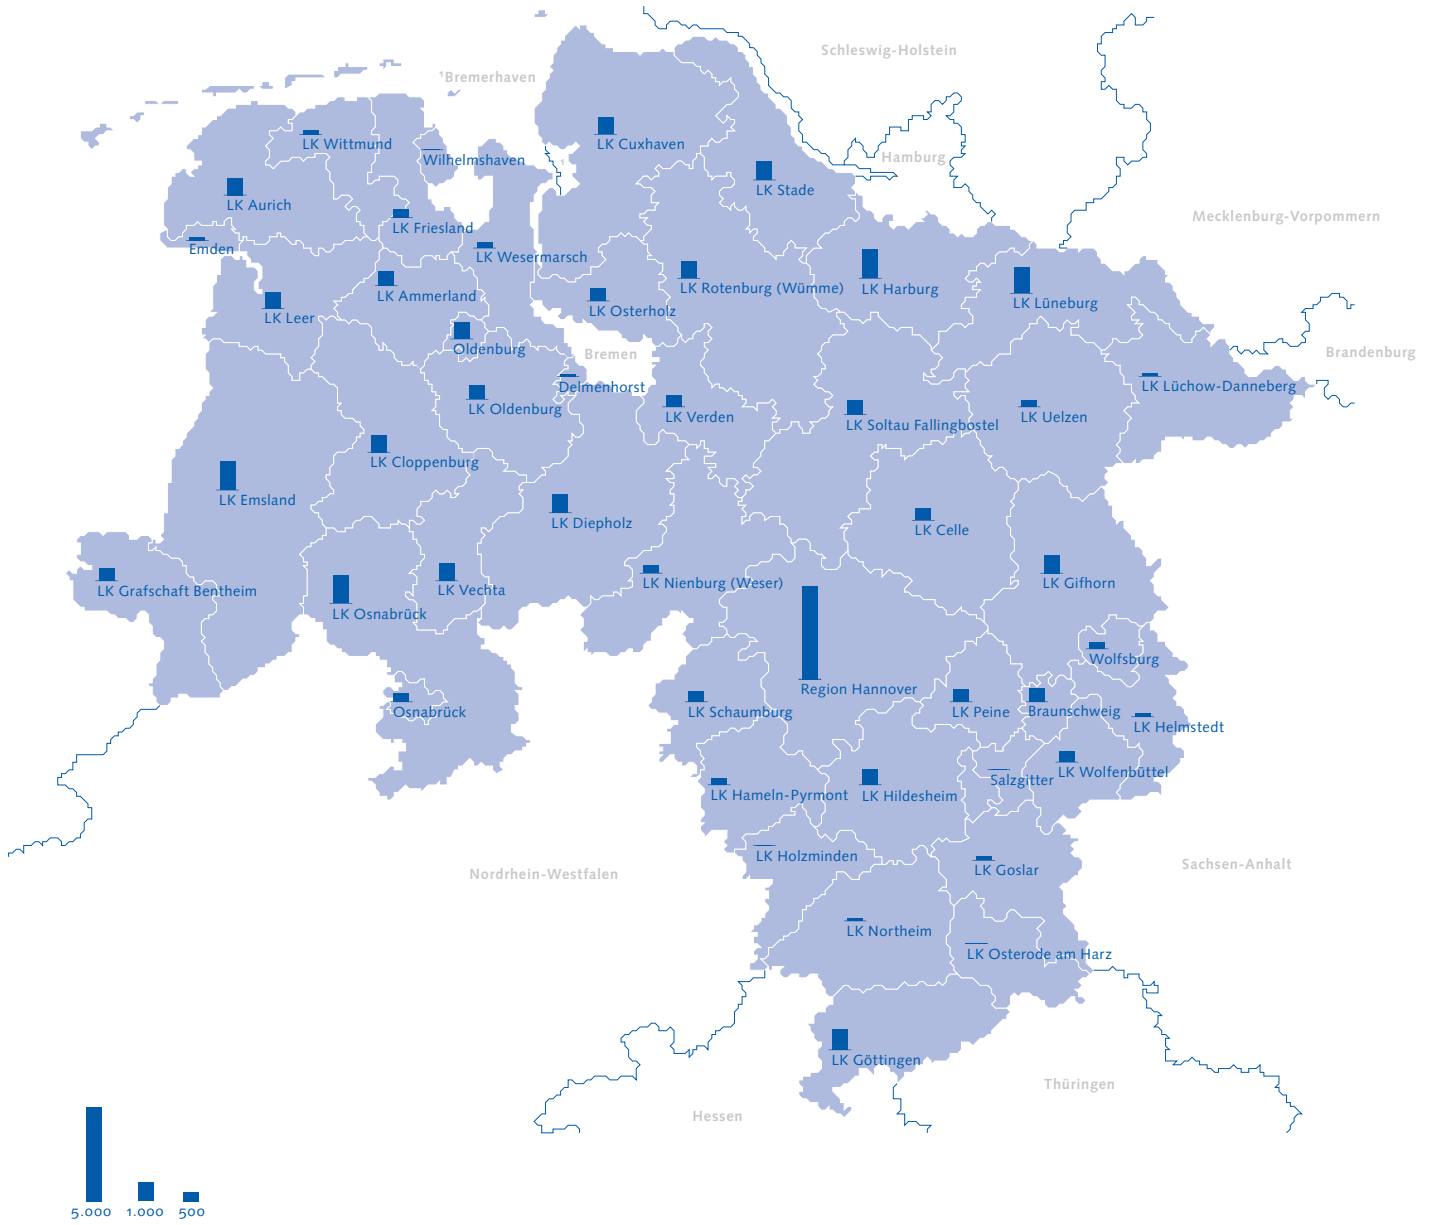 Schleswig-Holstein
¹Bremerhaven
LK Wittmund
LK Cuxhaven
Wilhelmshaven
1
Hamburg
LK Stade
LK Aurich
Mecklenburg-Vorpommern
LK Friesland
Emden
LK Wesermarsch
LK Ammerland
LK Rotenburg (Wümme)
LK Harburg
LK Lüneburg
LK Leer
LK Osterholz
Oldenburg
Bremen
Brandenburg
Delmenhorst
LK Lüchow-Danneberg
LK Oldenburg
LK Verden
LK Soltau Fallingbostel
LK Uelzen
LK Cloppenburg
LK Emsland
LK Diepholz
LK Celle
LK Grafschaft Bentheim
LK Vechta
LK Nienburg (Weser)
LK Gifhorn
LK Osnabrück
Wolfsburg
Region Hannover
Osnabrück
LK Schaumburg
LK Peine
Braunschweig
LK Helmstedt
Salzgitter
LK Wolfenbüttel
LK Hameln-Pyrmont
LK Hildesheim
LK Holzminden
LK Goslar
Sachsen-Anhalt
Nordrhein-Westfalen
LK Northeim
LK Osterode am Harz
LK Göttingen
Thüringen
Hessen
5.000 1.000 500